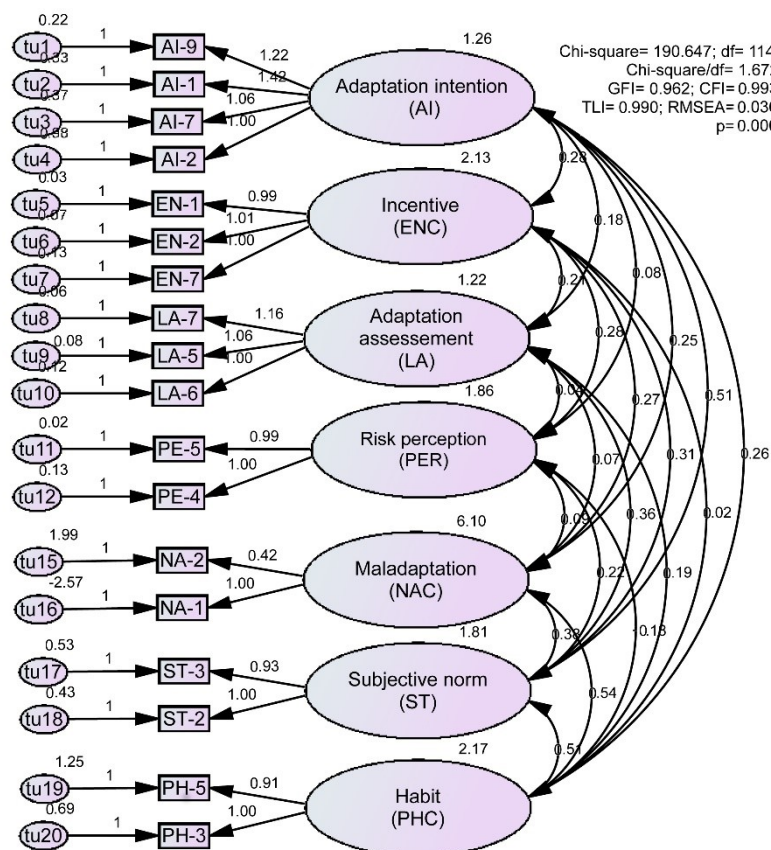 0.22
tu1 1 AI-9
0.33
tu2 1 AI-1
0.37
tu3 1 AI-7
0.98
tu4 1 AI-2
1.22
1.42
1.06
1.00
1.26
Adaptation intention
(AI)
Chi-square= 190.647; df= 114
Chi-square/df= 1.672
GFI= 0.962; CFI= 0.993
TLI= 0.990; RMSEA= 0.036
p= 0.000
0.03
tu5 1 EN-1
0.07
tu6 1 EN-2
0.13
tu7 1 EN-7
0.99
1.01
1.00
2.13
Incentive
(ENC)
0.06
tu8 1 LA-7
0.08
tu9 1 LA-5
0.12
tu10 1 LA-6
1.16
1.06
1.00
1.22
Adaptation
assessement
(LA)
0.02
tu11 1 PE-5
0.13
tu12 1 PE-4
0.99
1.00
1.86
Risk perception
(PER)
1.99
tu15 1 NA-2
-2.57
tu16 1 NA-1
0.42
1.00
6.10
Maladaptation
(NAC)
0.53
tu17 1 ST-3
0.43
tu18 1 ST-2
0.93
1.00
1.81
Subjective norm
(ST)
1.25
tu19 1 PH-5
0.69
tu20 1 PH-3
0.91
1.00
2.17
Habit
(PHC)
0.28
0.18
0.08
0.21
0.28
0.25
0.04
0.27
0.51
0.07
0.31
0.26
0.09
0.36
0.02
0.22
0.19
0.38
0.54
0.51